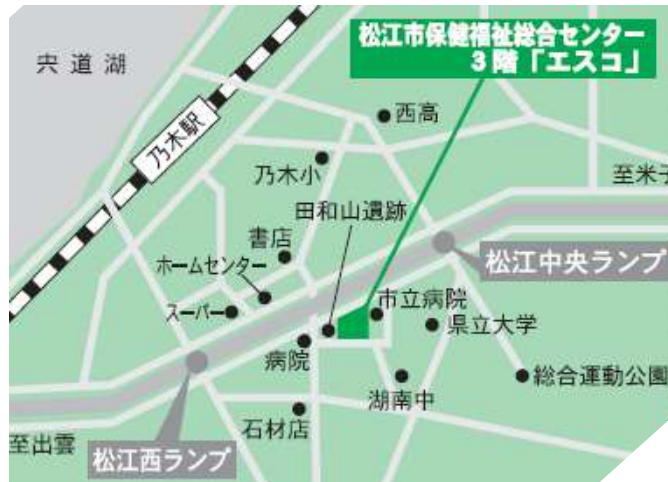 松江市保健福祉総合センター
3階「エスコ」
宍道湖
西高
乃木駅
乃木小
至米子
田和山遺跡
書店
ホームセンター
松江中央ランプ
スーパー
市立病院
県立大学
病院
総合運動公園
湖南中
石材店
至出雲
松江西ランプ